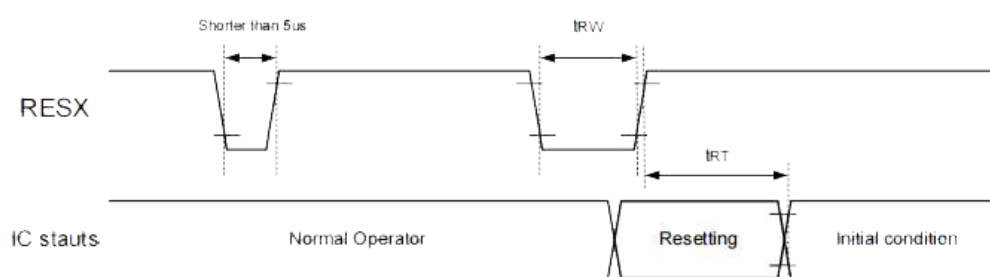 Shorter than 5us
tRW
RESX
tRT
IC stauts
Normal Operator
Resetting
Initial condition